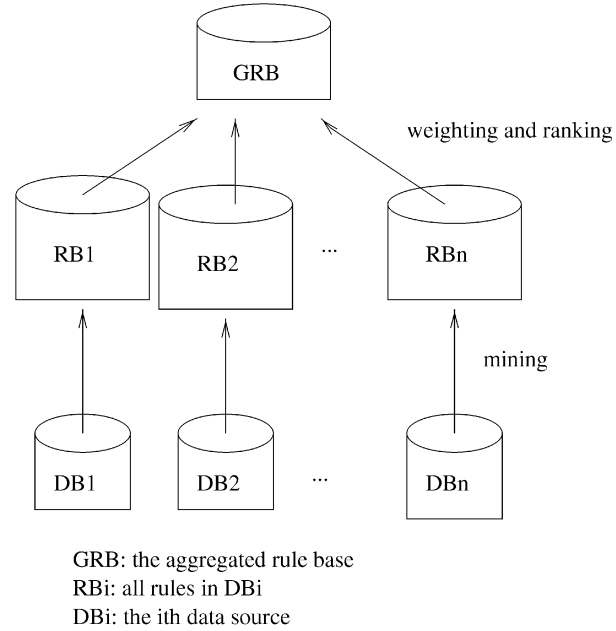 GRB
weighting and ranking
RB1
RB2
...
RBn
mining
DB1
DB2
...
DBn
GRB: the aggregated rule base
RBi: all rules in DBi
DBi: the ith data source